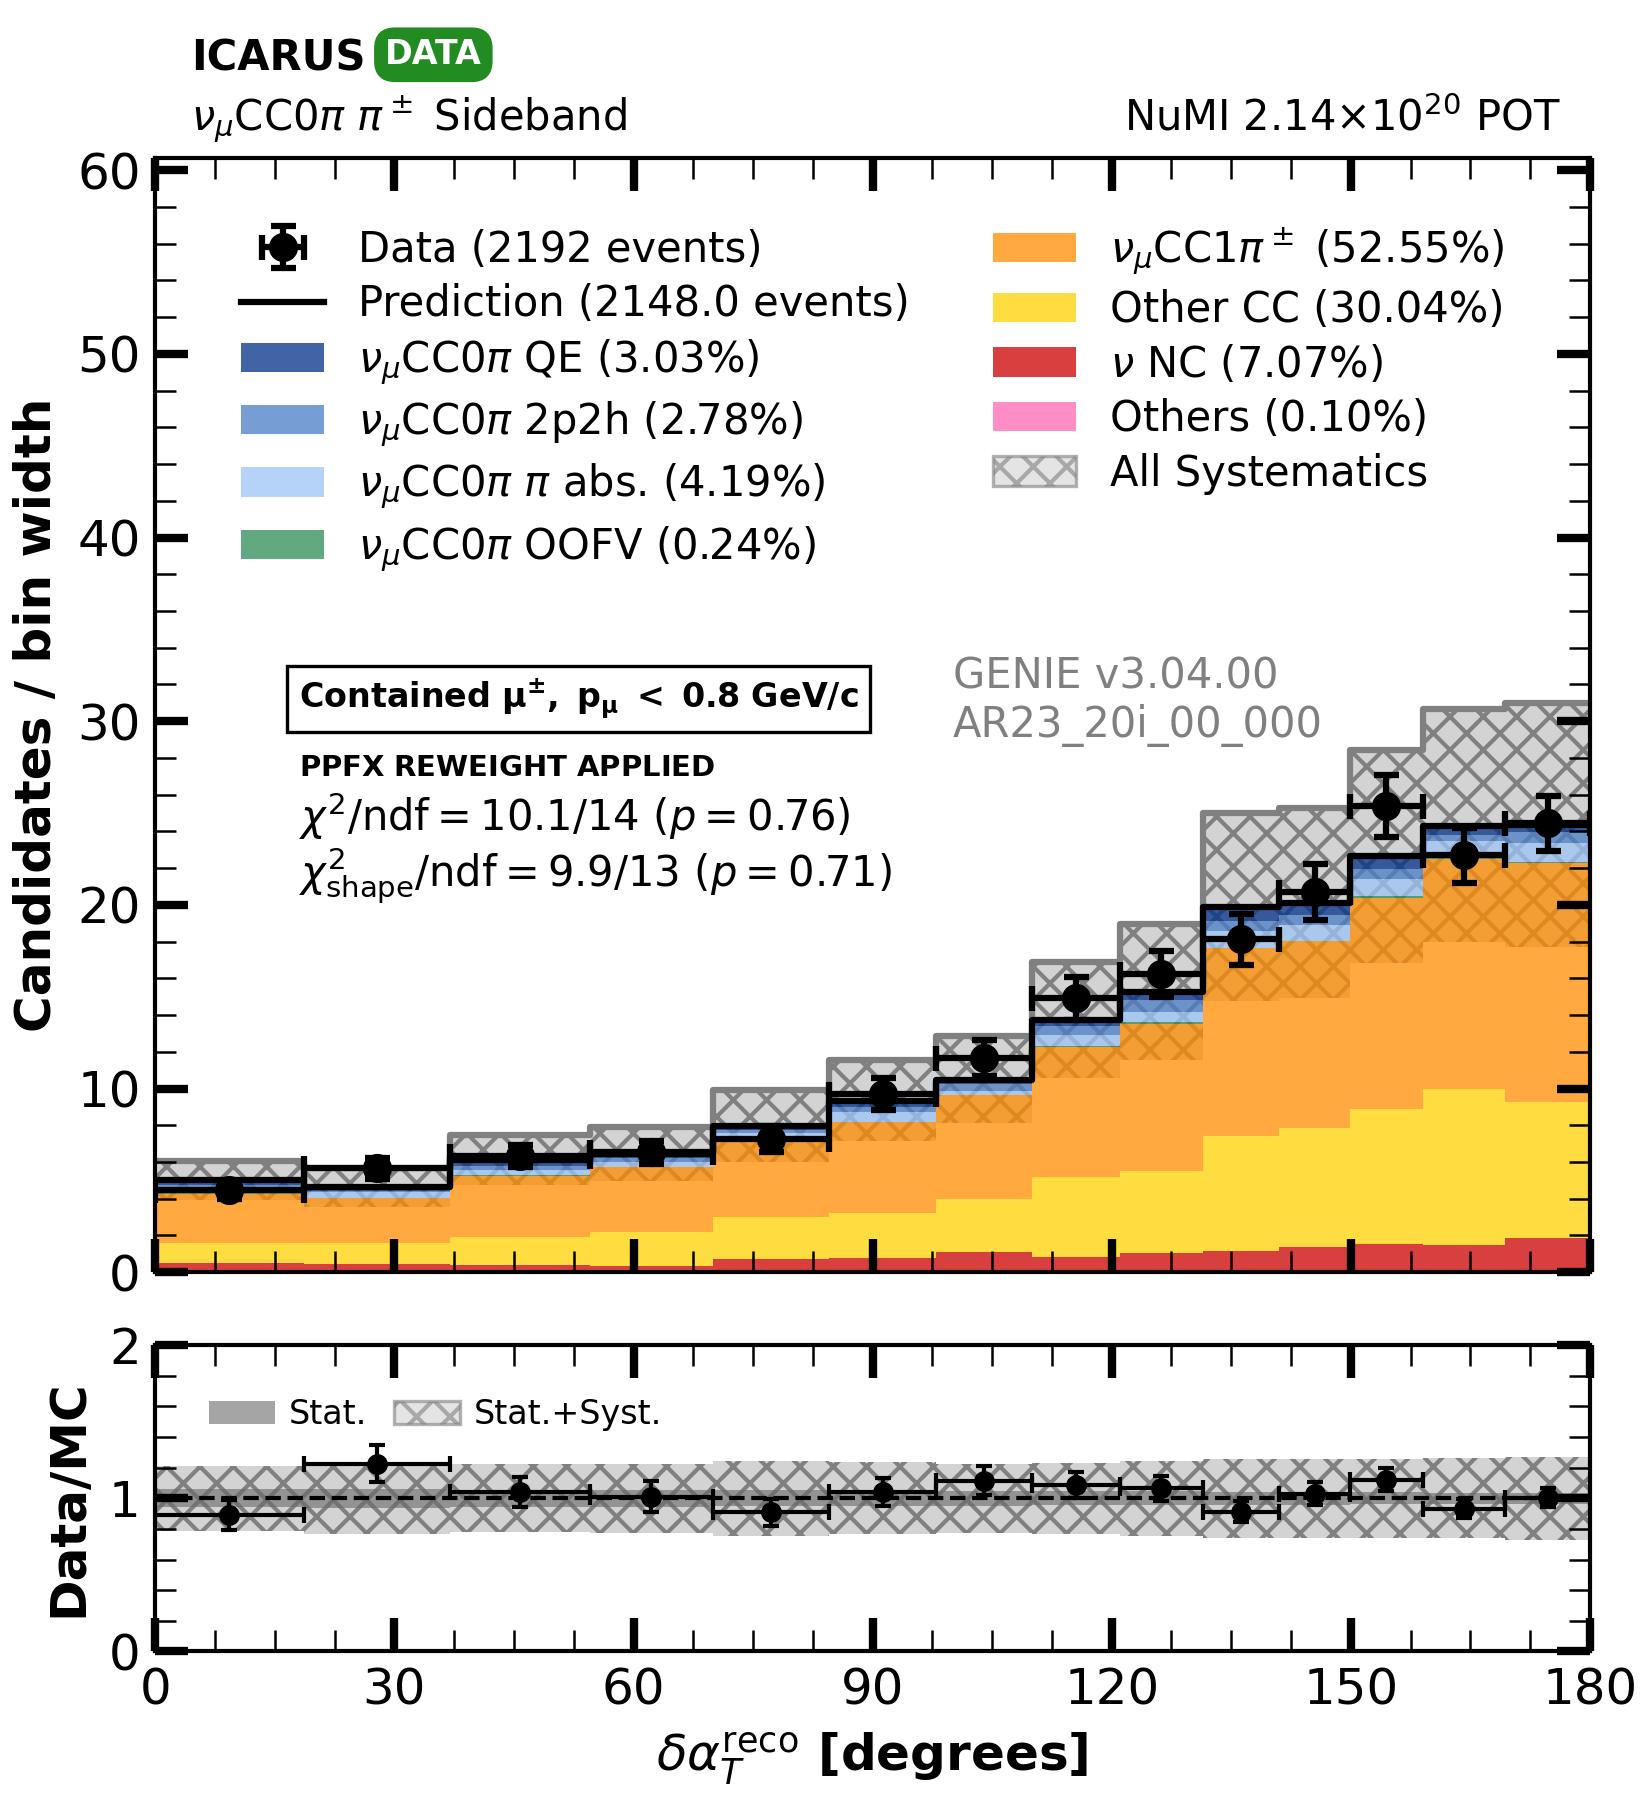 ICARUS DATA
νμCC0π π± Sideband
NuMI 2.14×10²⁰ POT
Candidates / bin width
60
50
40
30
20
10
0
Data (2192 events)
Prediction (2148.0 events)
νμCC0π QE (3.03%)
νμCC0π 2p2h (2.78%)
νμCC0π π abs. (4.19%)
νμCC0π OOFV (0.24%)
νμCC1π± (52.55%)
Other CC (30.04%)
ν NC (7.07%)
Others (0.10%)
All Systematics
Contained μ±, pμ < 0.8 GeV/c
PPFX REWEIGHT APPLIED
χ²/ndf = 10.1/14 (p = 0.76)
χ²shape/ndf = 9.9/13 (p = 0.71)
GENIE v3.04.00
AR23_20i_00_000
Data/MC
2
1
0
Stat.
Stat.+Syst.
0 30 60 90 120 150 180
δα_T^reco [degrees]